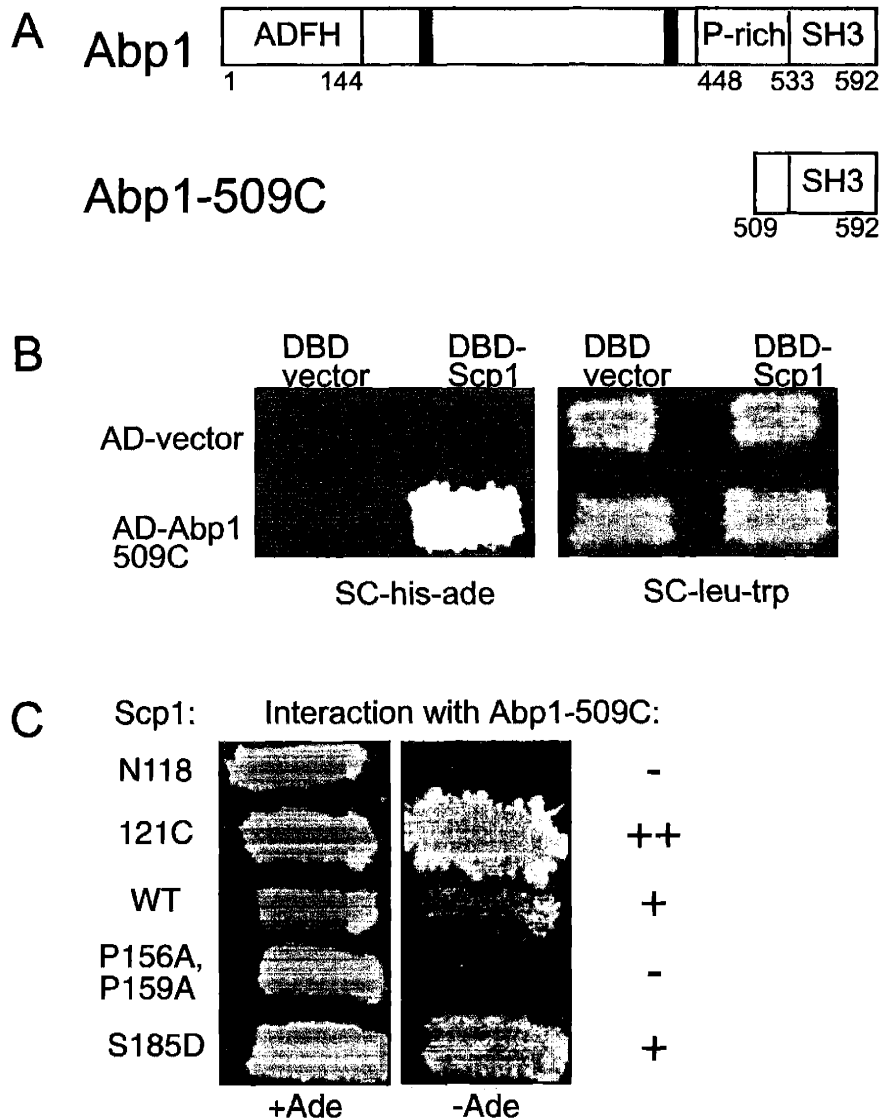 A
Abp1
ADFH
P-rich
SH3
1
144
448
533
592
Abp1-509C
SH3
509
592
B
DBD vector
DBD-Scp1
DBD vector
DBD-Scp1
AD-vector
AD-Abp1
509C
SC-his-ade
SC-leu-trp
C
Scp1:
Interaction with Abp1-509C:
N118
-
121C
++
WT
+
P156A,
P159A
-
S185D
+
+Ade
-Ade